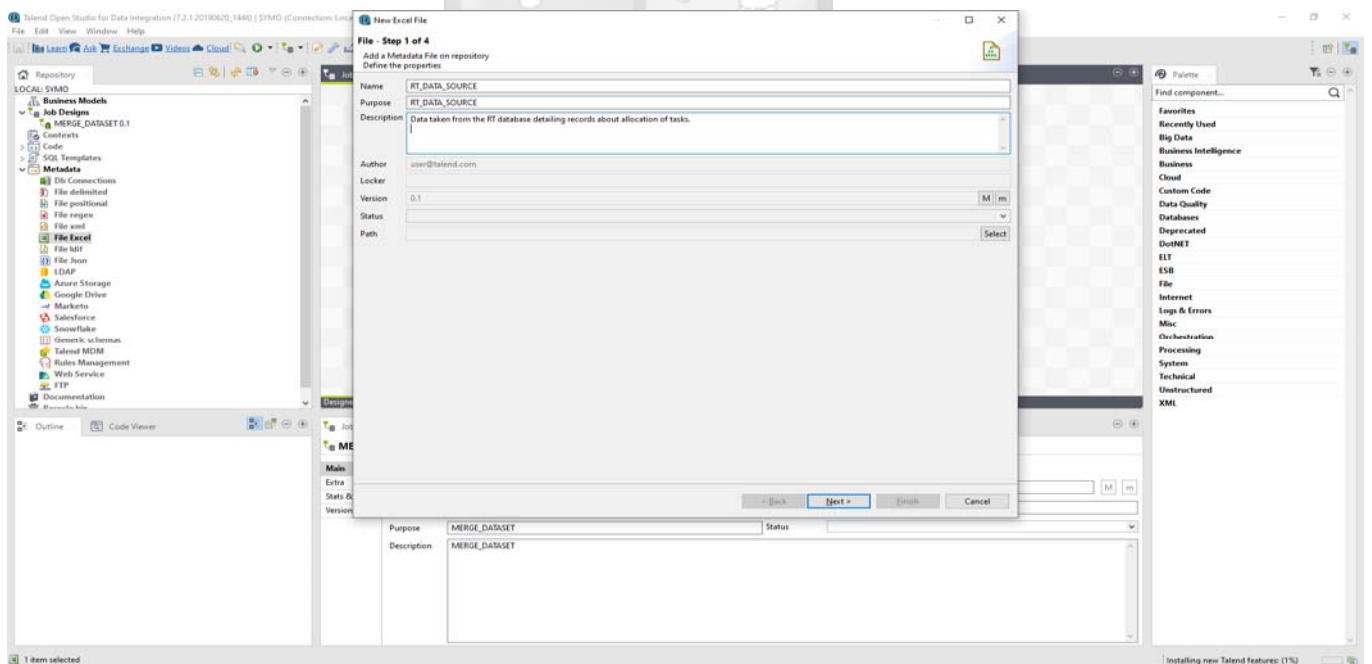 Talend Open Studio for Data Integration (7.2.1.20190620_1446) | SYMO (Connection: Loca
File Edit View Window Help
Learn Ask Exchange Videos Cloud
Repository
LOCAL: SYMO
Business Models
Job Designs
MERGE_DATASET 0.1
Contexts
Code
SQL Templates
Metadata
Db Connections
File delimited
File positional
File regex
File xml
File Excel
File ldif
File Json
LDAP
Azure Storage
Google Drive
Marketo
Salesforce
Snowflake
Generic schemas
Talend MDM
Rules Management
Web Service
FTP
Documentation
Recycle bin
Outline Code Viewer
New Excel File
File - Step 1 of 4
Add a Metadata File on repository
Define the properties
Name RT_DATA_SOURCE
Purpose RT_DATA_SOURCE
Description Data taken from the RT database detailing records about allocation of tasks.
Author user@talend.com
Locker
Version 0.1 M m
Status
Path Select
< Back Next > Finish Cancel
Job
Designe
Job
ME
Main
Extra
Stats &
Version
M m
Purpose MERGE_DATASET Status
Description MERGE_DATASET
Palette
Find component...
Favorites
Recently Used
Big Data
Business Intelligence
Business
Cloud
Custom Code
Data Quality
Databases
Deprecated
DotNET
ELT
ESB
File
Internet
Logs & Errors
Misc
Orchestration
Processing
System
Technical
Unstructured
XML
1 item selected
Installing new Talend features: (1%)